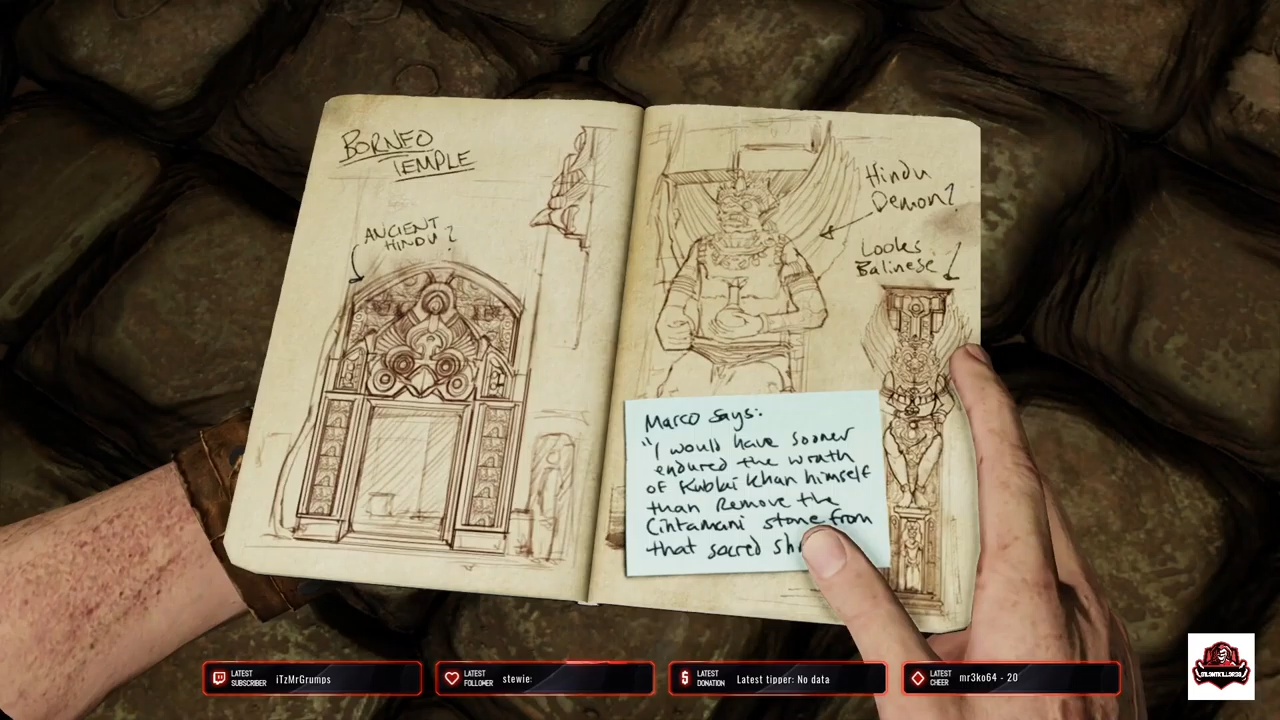 BORNEO
TEMPLE
ANCIENT
HINDU?
Hindu
Demon?
Looks
Balinese
Marco says:
"I would have sooner
endured the wrath
of Kublai Khan himself
than Remove the
Cintamani stone from
that sacred
LATEST
SUBSCRIBER
iTzMrGrumps
LATEST
FOLLOWER
stewie:
LATEST
DONATION
Latest tipper: No data
LATEST
CHEER
mr3ko64 - 20